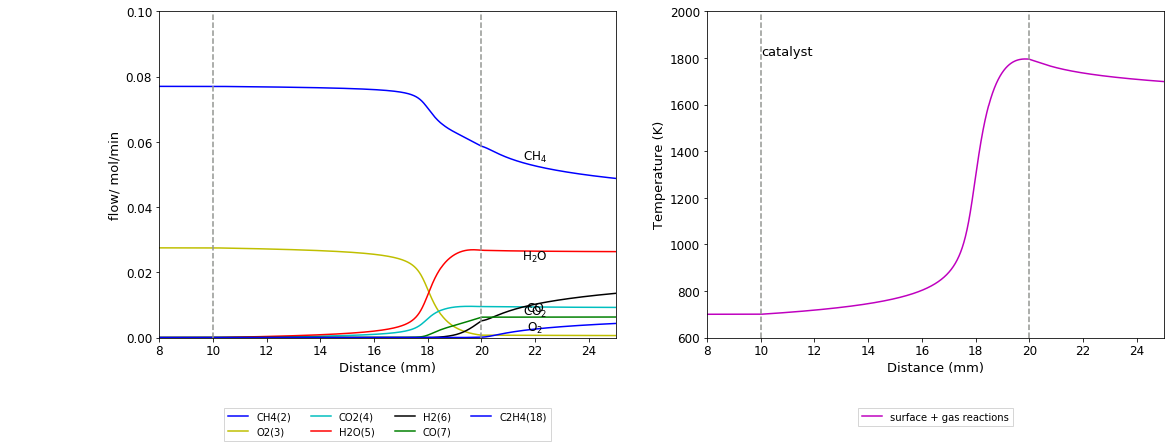 0.10
0.08
0.06
0.04
0.02
0.00
flow/ mol/min
CH₄
H₂O
CO
CO₂
O₂
8 10 12 14 16 18 20 22 24
Distance (mm)
CH4(2) CO2(4) H2(6) C2H4(18)
O2(3) H2O(5) CO(7)
2000
1800
1600
1400
1200
1000
800
600
Temperature (K)
catalyst
8 10 12 14 16 18 20 22 24
Distance (mm)
surface + gas reactions